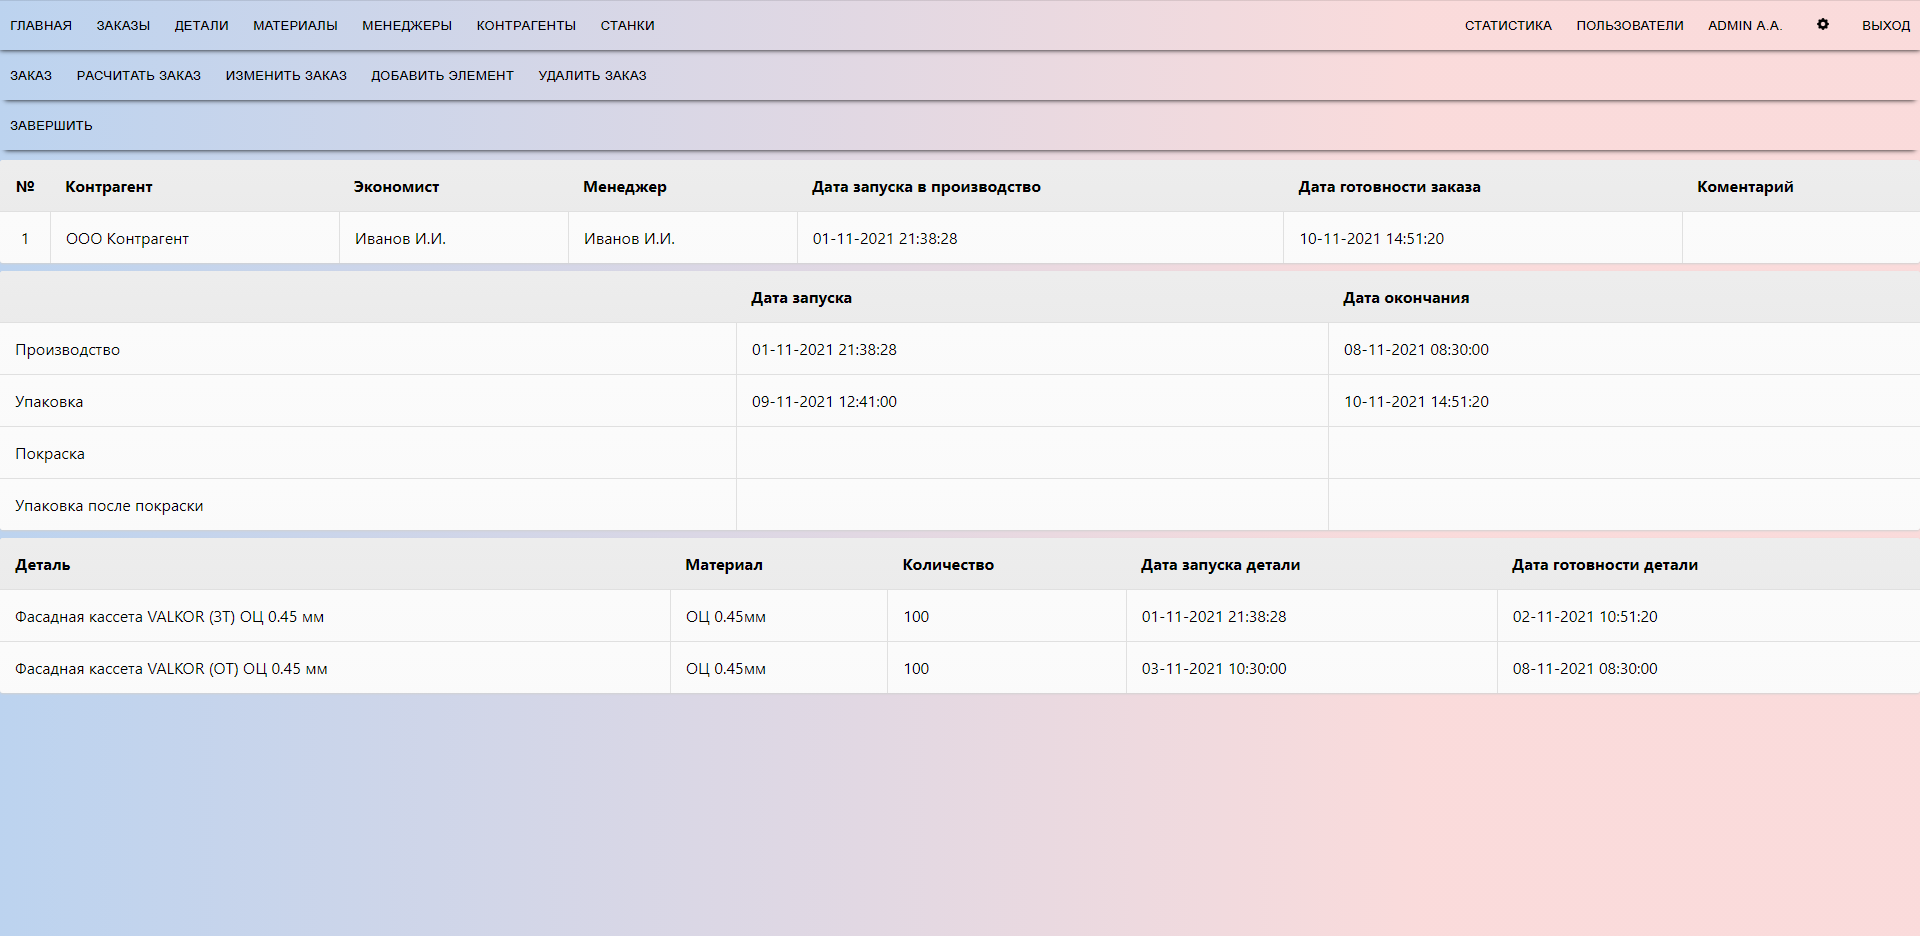 ГЛАВНАЯ ЗАКАЗЫ ДЕТАЛИ МАТЕРИАЛЫ МЕНЕДЖЕРЫ КОНТРАГЕНТЫ СТАНКИ СТАТИСТИКА ПОЛЬЗОВАТЕЛИ ADMIN A.A. ВЫХОД
ЗАКАЗ РАСЧИТАТЬ ЗАКАЗ ИЗМЕНИТЬ ЗАКАЗ ДОБАВИТЬ ЭЛЕМЕНТ УДАЛИТЬ ЗАКАЗ
ЗАВЕРШИТЬ
№ Контрагент Экономист Менеджер Дата запуска в производство Дата готовности заказа Коментарий
1 ООО Контрагент Иванов И.И. Иванов И.И. 01-11-2021 21:38:28 10-11-2021 14:51:20
Дата запуска Дата окончания
Производство 01-11-2021 21:38:28 08-11-2021 08:30:00
Упаковка 09-11-2021 12:41:00 10-11-2021 14:51:20
Покраска
Упаковка после покраски
Деталь Материал Количество Дата запуска детали Дата готовности детали
Фасадная кассета VALKOR (ЗТ) ОЦ 0.45 мм ОЦ 0.45мм 100 01-11-2021 21:38:28 02-11-2021 10:51:20
Фасадная кассета VALKOR (ОТ) ОЦ 0.45 мм ОЦ 0.45мм 100 03-11-2021 10:30:00 08-11-2021 08:30:00